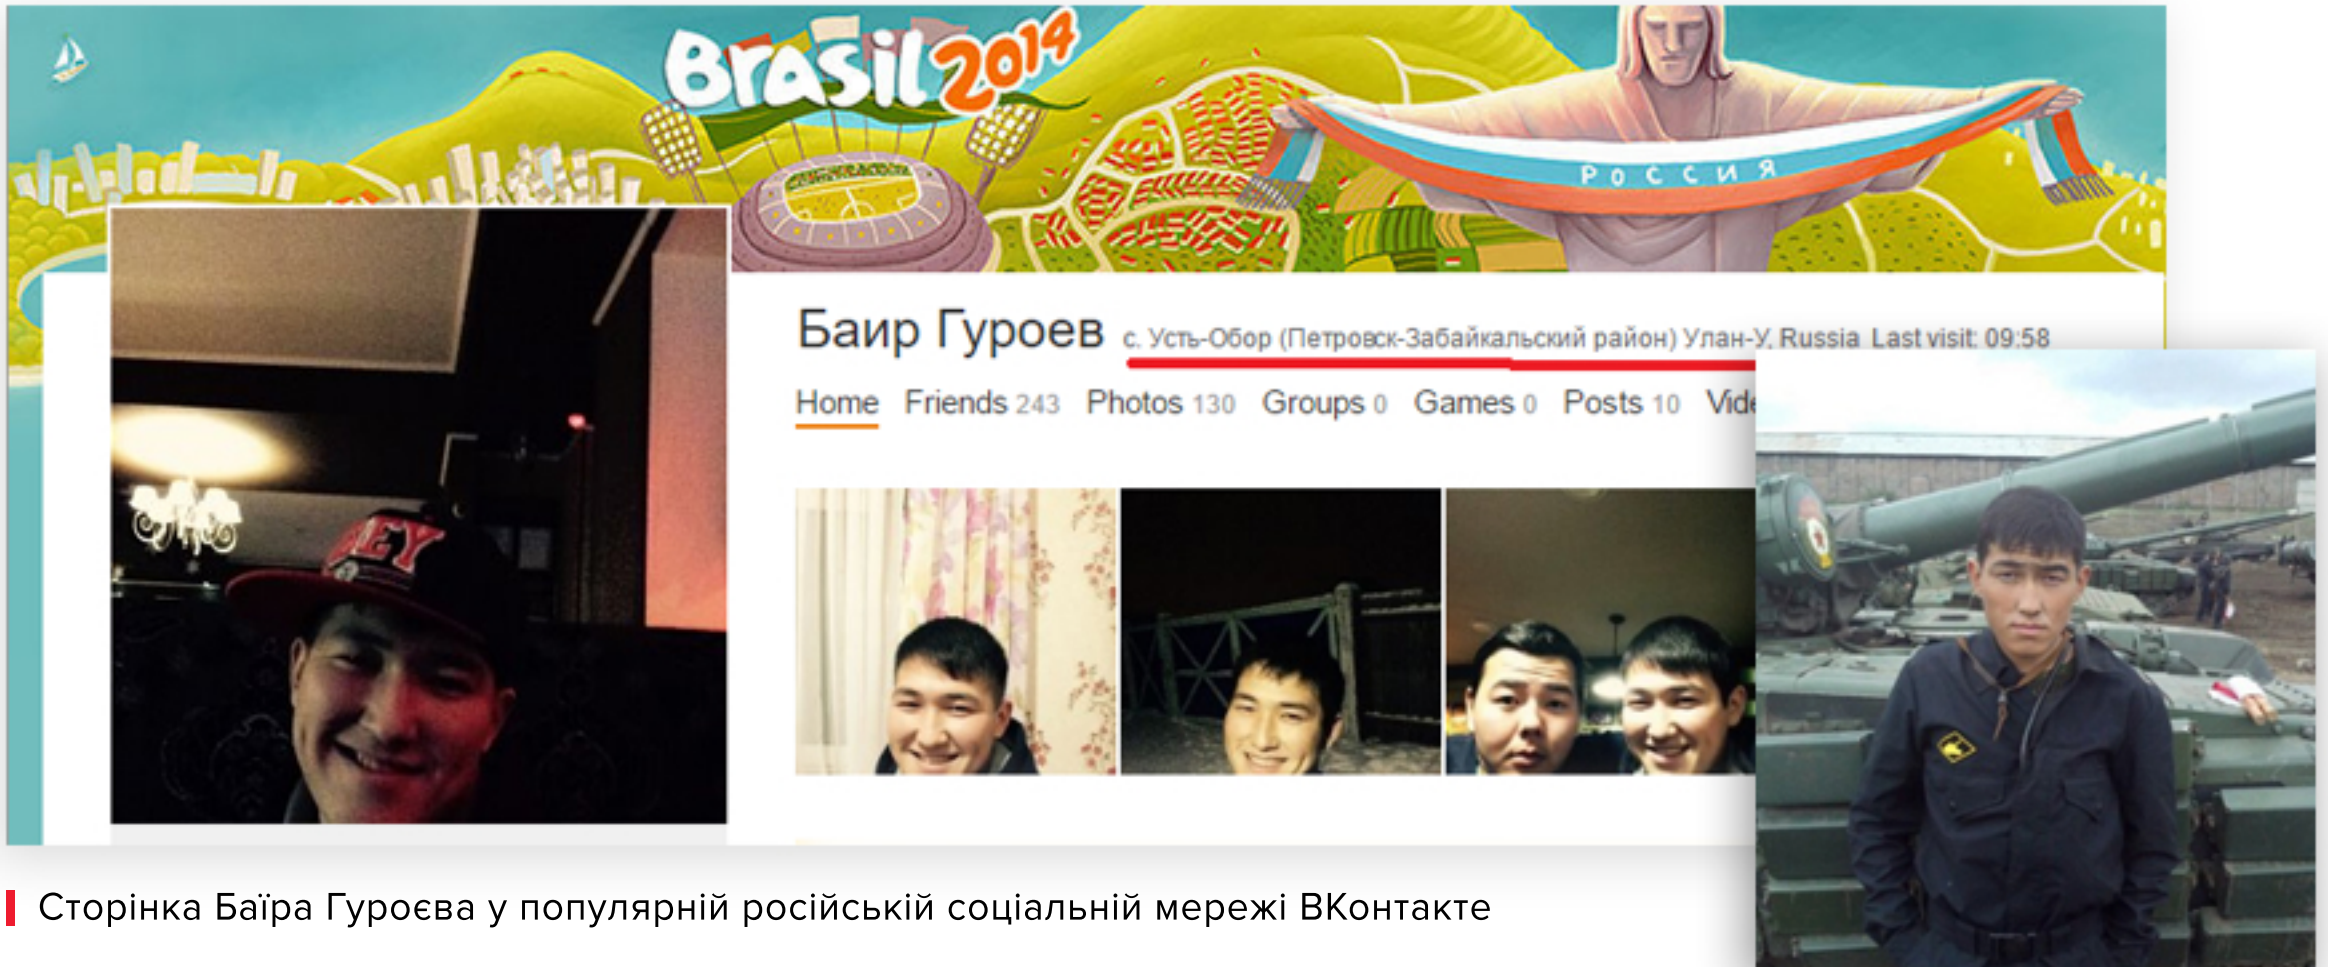 Brasil 2014
РОССИЯ
Баир Гуроев с. Усть-Обор (Петровск-Забайкальский район) Улан-У, Russia Last visit: 09:58
Home Friends 243 Photos 130 Groups 0 Games 0 Posts 10
Сторінка Баїра Гуроєва у популярній російській соціальній мережі ВКонтакте